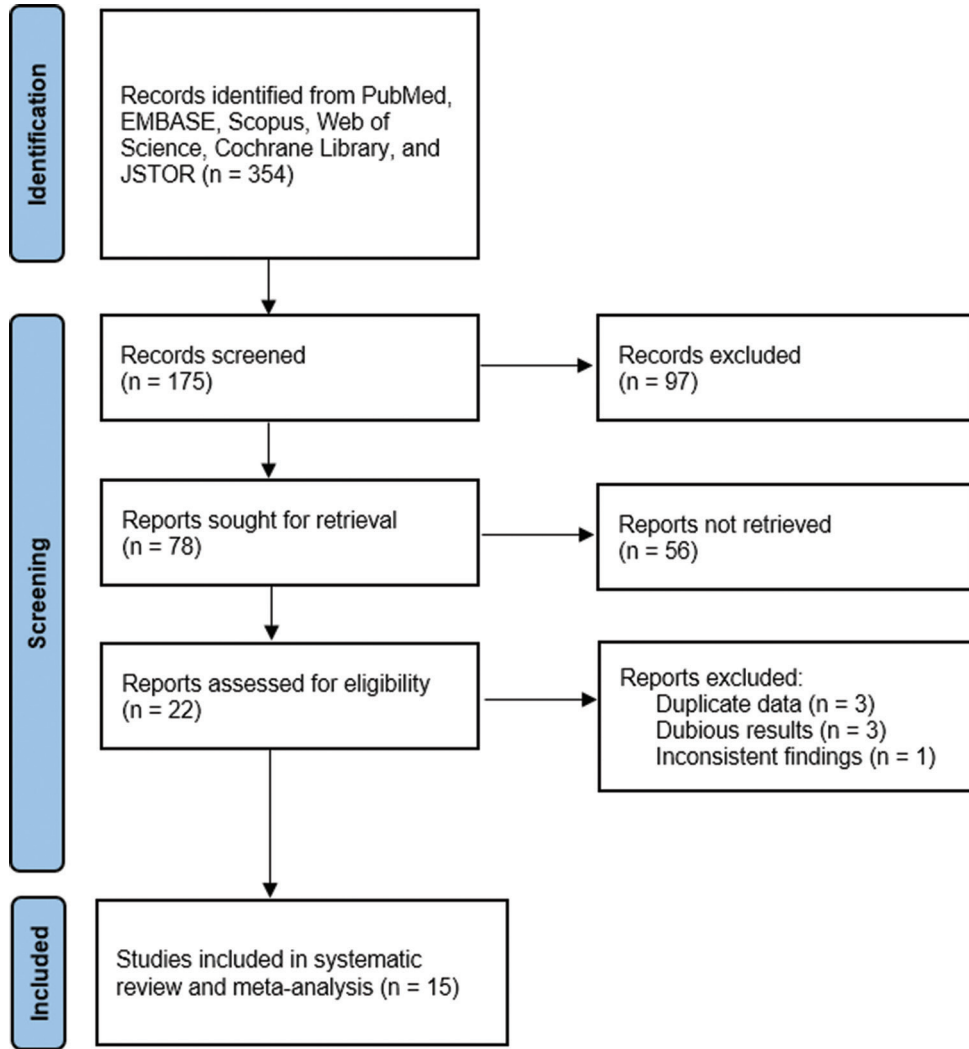 Identification
Records identified from PubMed,
EMBASE, Scopus, Web of
Science, Cochrane Library, and
JSTOR (n = 354)
Screening
Records screened
(n = 175)
Records excluded
(n = 97)
Reports sought for retrieval
(n = 78)
Reports not retrieved
(n = 56)
Reports assessed for eligibility
(n = 22)
Reports excluded:
Duplicate data (n = 3)
Dubious results (n = 3)
Inconsistent findings (n = 1)
Included
Studies included in systematic
review and meta-analysis (n = 15)